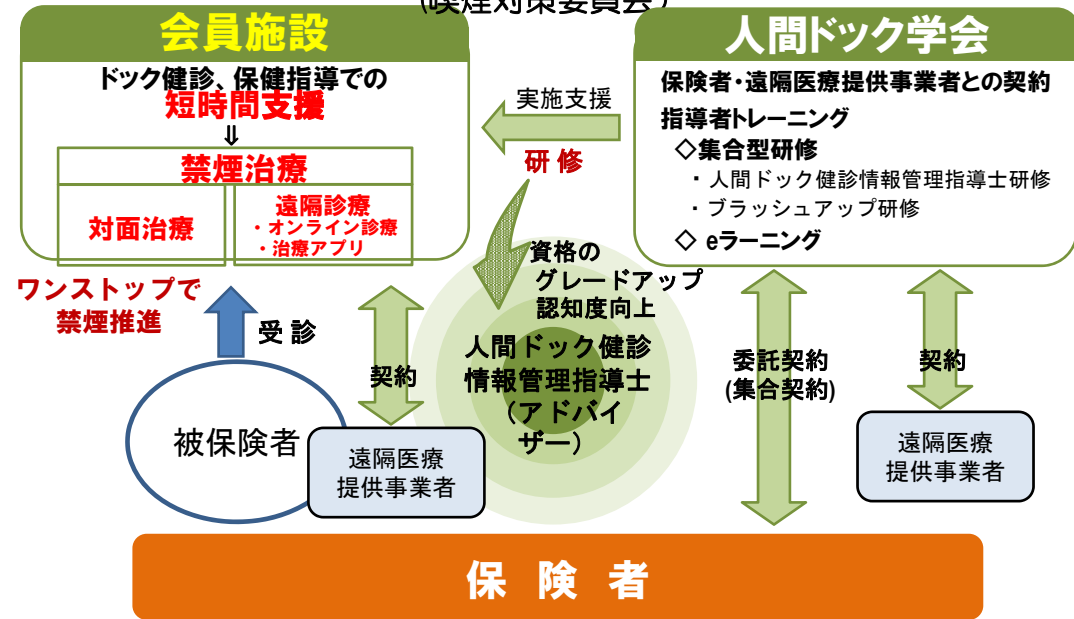 (喫煙対策委員会)
会員施設
ドック健診、保健指導での
短時間支援
⇓
禁煙治療
対面治療
遠隔診療
・オンライン診療
・治療アプリ
ワンストップで
禁煙推進
受 診
契約
被保険者
遠隔医療
提供事業者
実施支援
研 修
資格の
グレードアップ
認知度向上
人間ドック健診
情報管理指導士
(アドバイ
ザー)
人間ドック学会
保険者・遠隔医療提供事業者との契約
指導者トレーニング
◇集合型研修
・人間ドック健診情報管理指導士研修
・ブラッシュアップ研修
◇ eラーニング
委託契約
(集合契約)
契約
遠隔医療
提供事業者
保 険 者